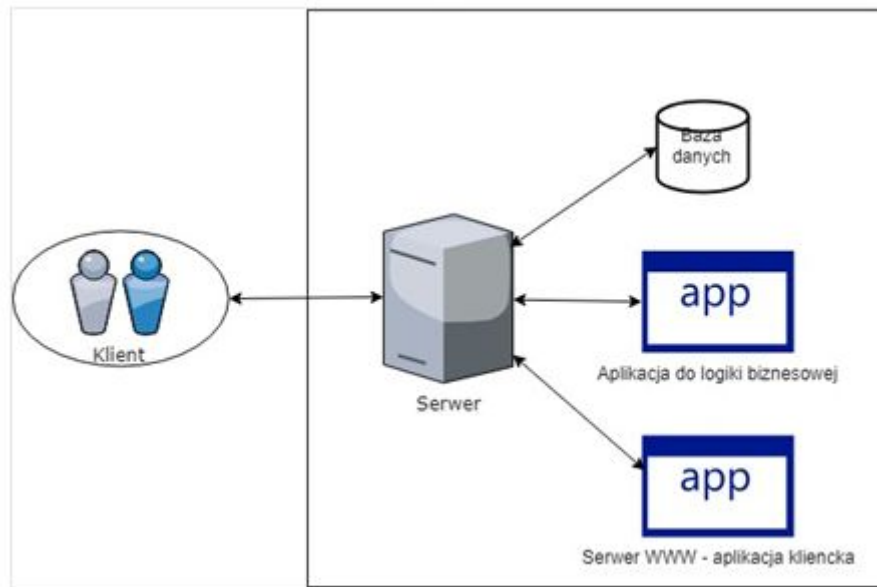 Baza
danych
app
Aplikacja do logiki biznesowej
Klient
Serwer
app
Serwer WWW - aplikacja kliencka